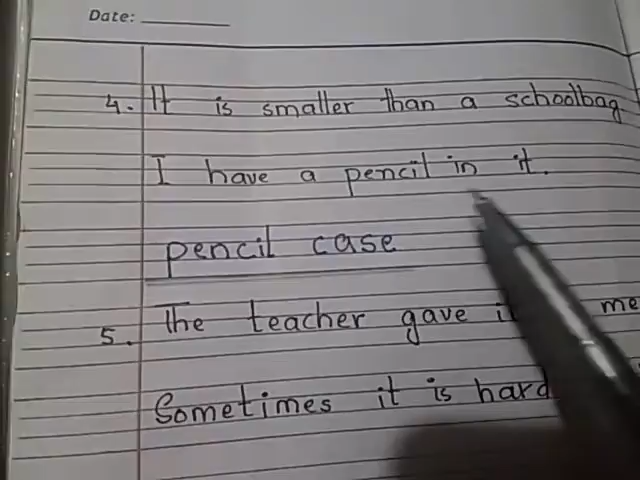 Date:
4. It is smaller than a schoolbag
I have a pencil in it.
pencil case
5. The teacher gave me
Sometimes it is hard